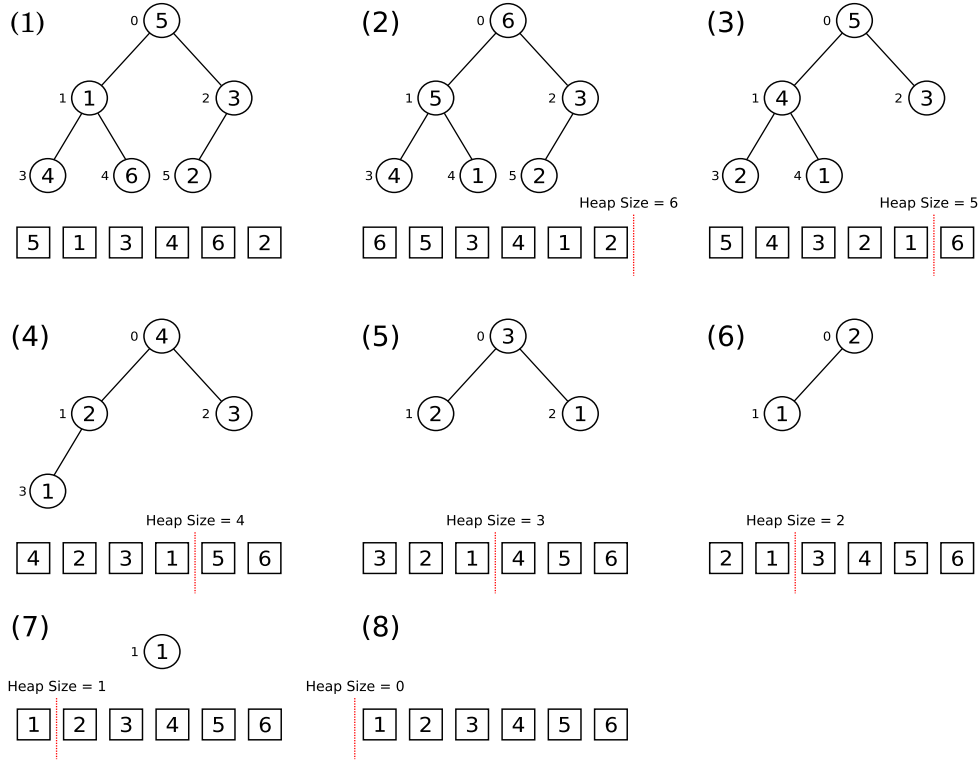 (1)
0 5
1 1 2 3
3 4 4 6 5 2
5 1 3 4 6 2
(2)
0 6
1 5 2 3
3 4 4 1 5 2
Heap Size = 6
6 5 3 4 1 2
(3)
0 5
1 4 2 3
3 2 4 1
Heap Size = 5
5 4 3 2 1 6
(4)
0 4
1 2 2 3
3 1
Heap Size = 4
4 2 3 1 5 6
(5)
0 3
1 2 2 1
Heap Size = 3
3 2 1 4 5 6
(6)
0 2
1 1
Heap Size = 2
2 1 3 4 5 6
(7)
1 1
Heap Size = 1
1 2 3 4 5 6
(8)
Heap Size = 0
1 2 3 4 5 6